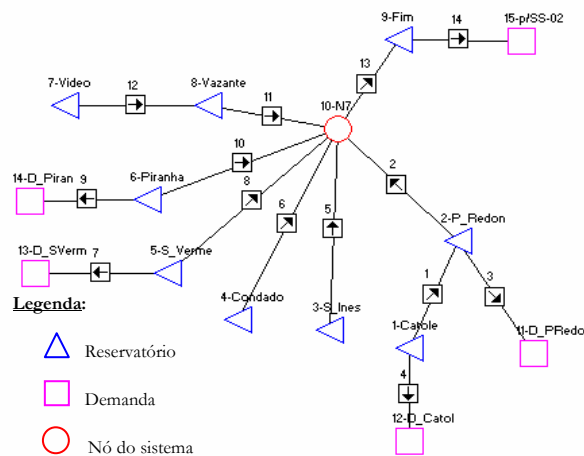 9-Fim
14
15-p/SS-02
7-Video
12
8-Vazante
11
13
10-N7
10
2
14-D_Piran
9
6-Piranha
8
6
5
2-P_Redon
13-D_SVerm
7
5-S_Verme
1
3
Legenda:
4-Condado
3-S_Ines
1-Catole
11-D_PRedo
Reservatório
4
Demanda
12-D_Catol
Nó do sistema